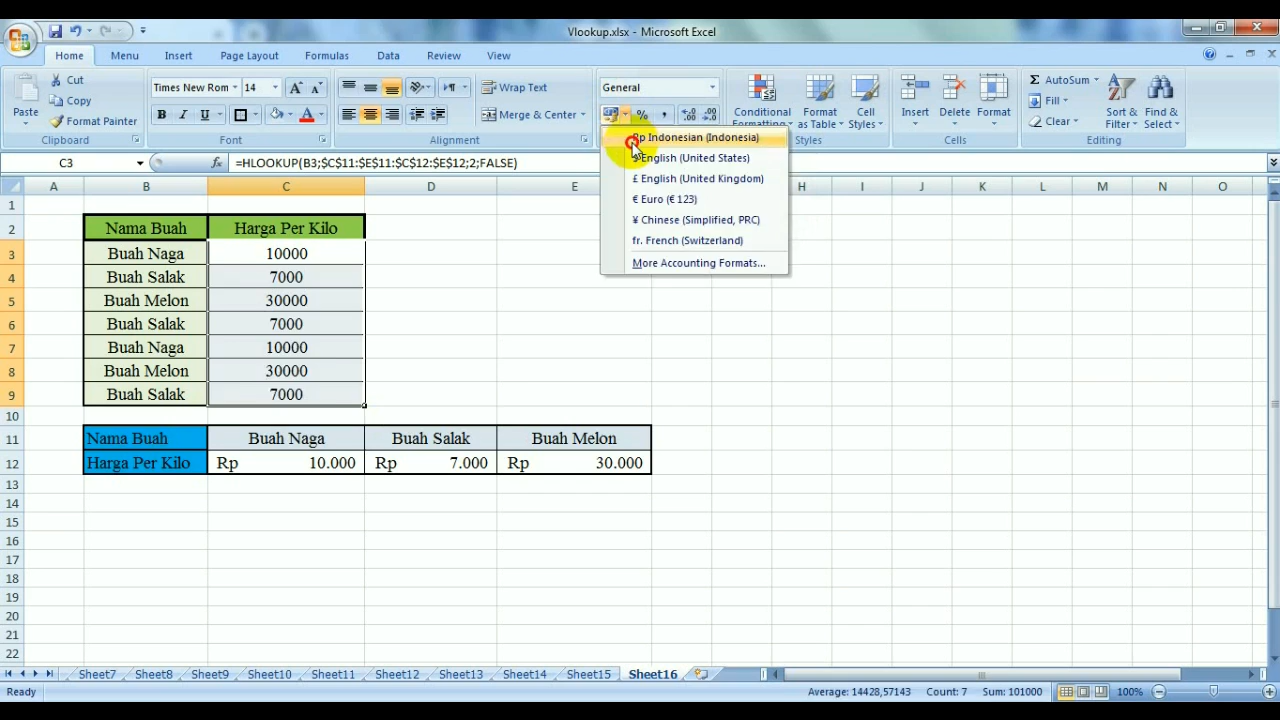 Vlookup.xlsx - Microsoft Excel
Home Menu Insert Page Layout Formulas Data Review View
Paste
Cut
Copy
Format Painter
Clipboard
Times New Rom 14
B I U
Font
Wrap Text
Merge & Center
General
%
Conditional Formatting
Format as Table
Cell Styles
Styles
Insert
Delete
Format
Cells
Σ AutoSum
Fill
Clear
Sort & Filter
Find & Select
Editing
Rp Indonesian (Indonesia)
$ English (United States)
£ English (United Kingdom)
€ Euro (€ 123)
¥ Chinese (Simplified, PRC)
fr. French (Switzerland)
More Accounting Formats...
C3 fx =HLOOKUP(B3;$C$11:$E$11:$C$12:$E$12;2;FALSE)
A B C D E H I J K L M N O
1
2 Nama Buah Harga Per Kilo
3 Buah Naga 10000
4 Buah Salak 7000
5 Buah Melon 30000
6 Buah Salak 7000
7 Buah Naga 10000
8 Buah Melon 30000
9 Buah Salak 7000
10
11 Nama Buah Buah Naga Buah Salak Buah Melon
12 Harga Per Kilo Rp 10.000 Rp 7.000 Rp 30.000
13
14
15
16
17
18
19
20
21
22
Sheet7 Sheet8 Sheet9 Sheet10 Sheet11 Sheet12 Sheet13 Sheet14 Sheet15 Sheet16
Ready Average: 14428,57143 Count: 7 Sum: 101000 100%